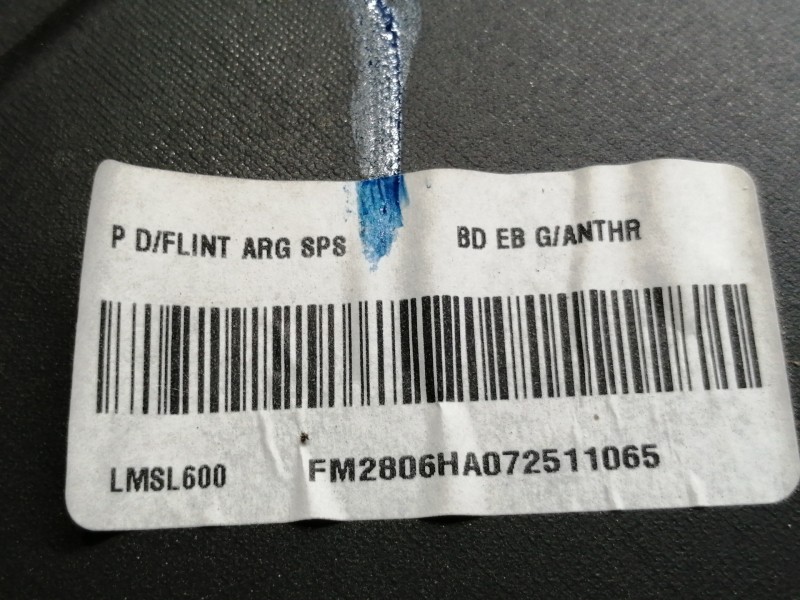 P D/FLINT ARG SPS BD EB G/ANTHR
LMSL600 FM2806HA072511065